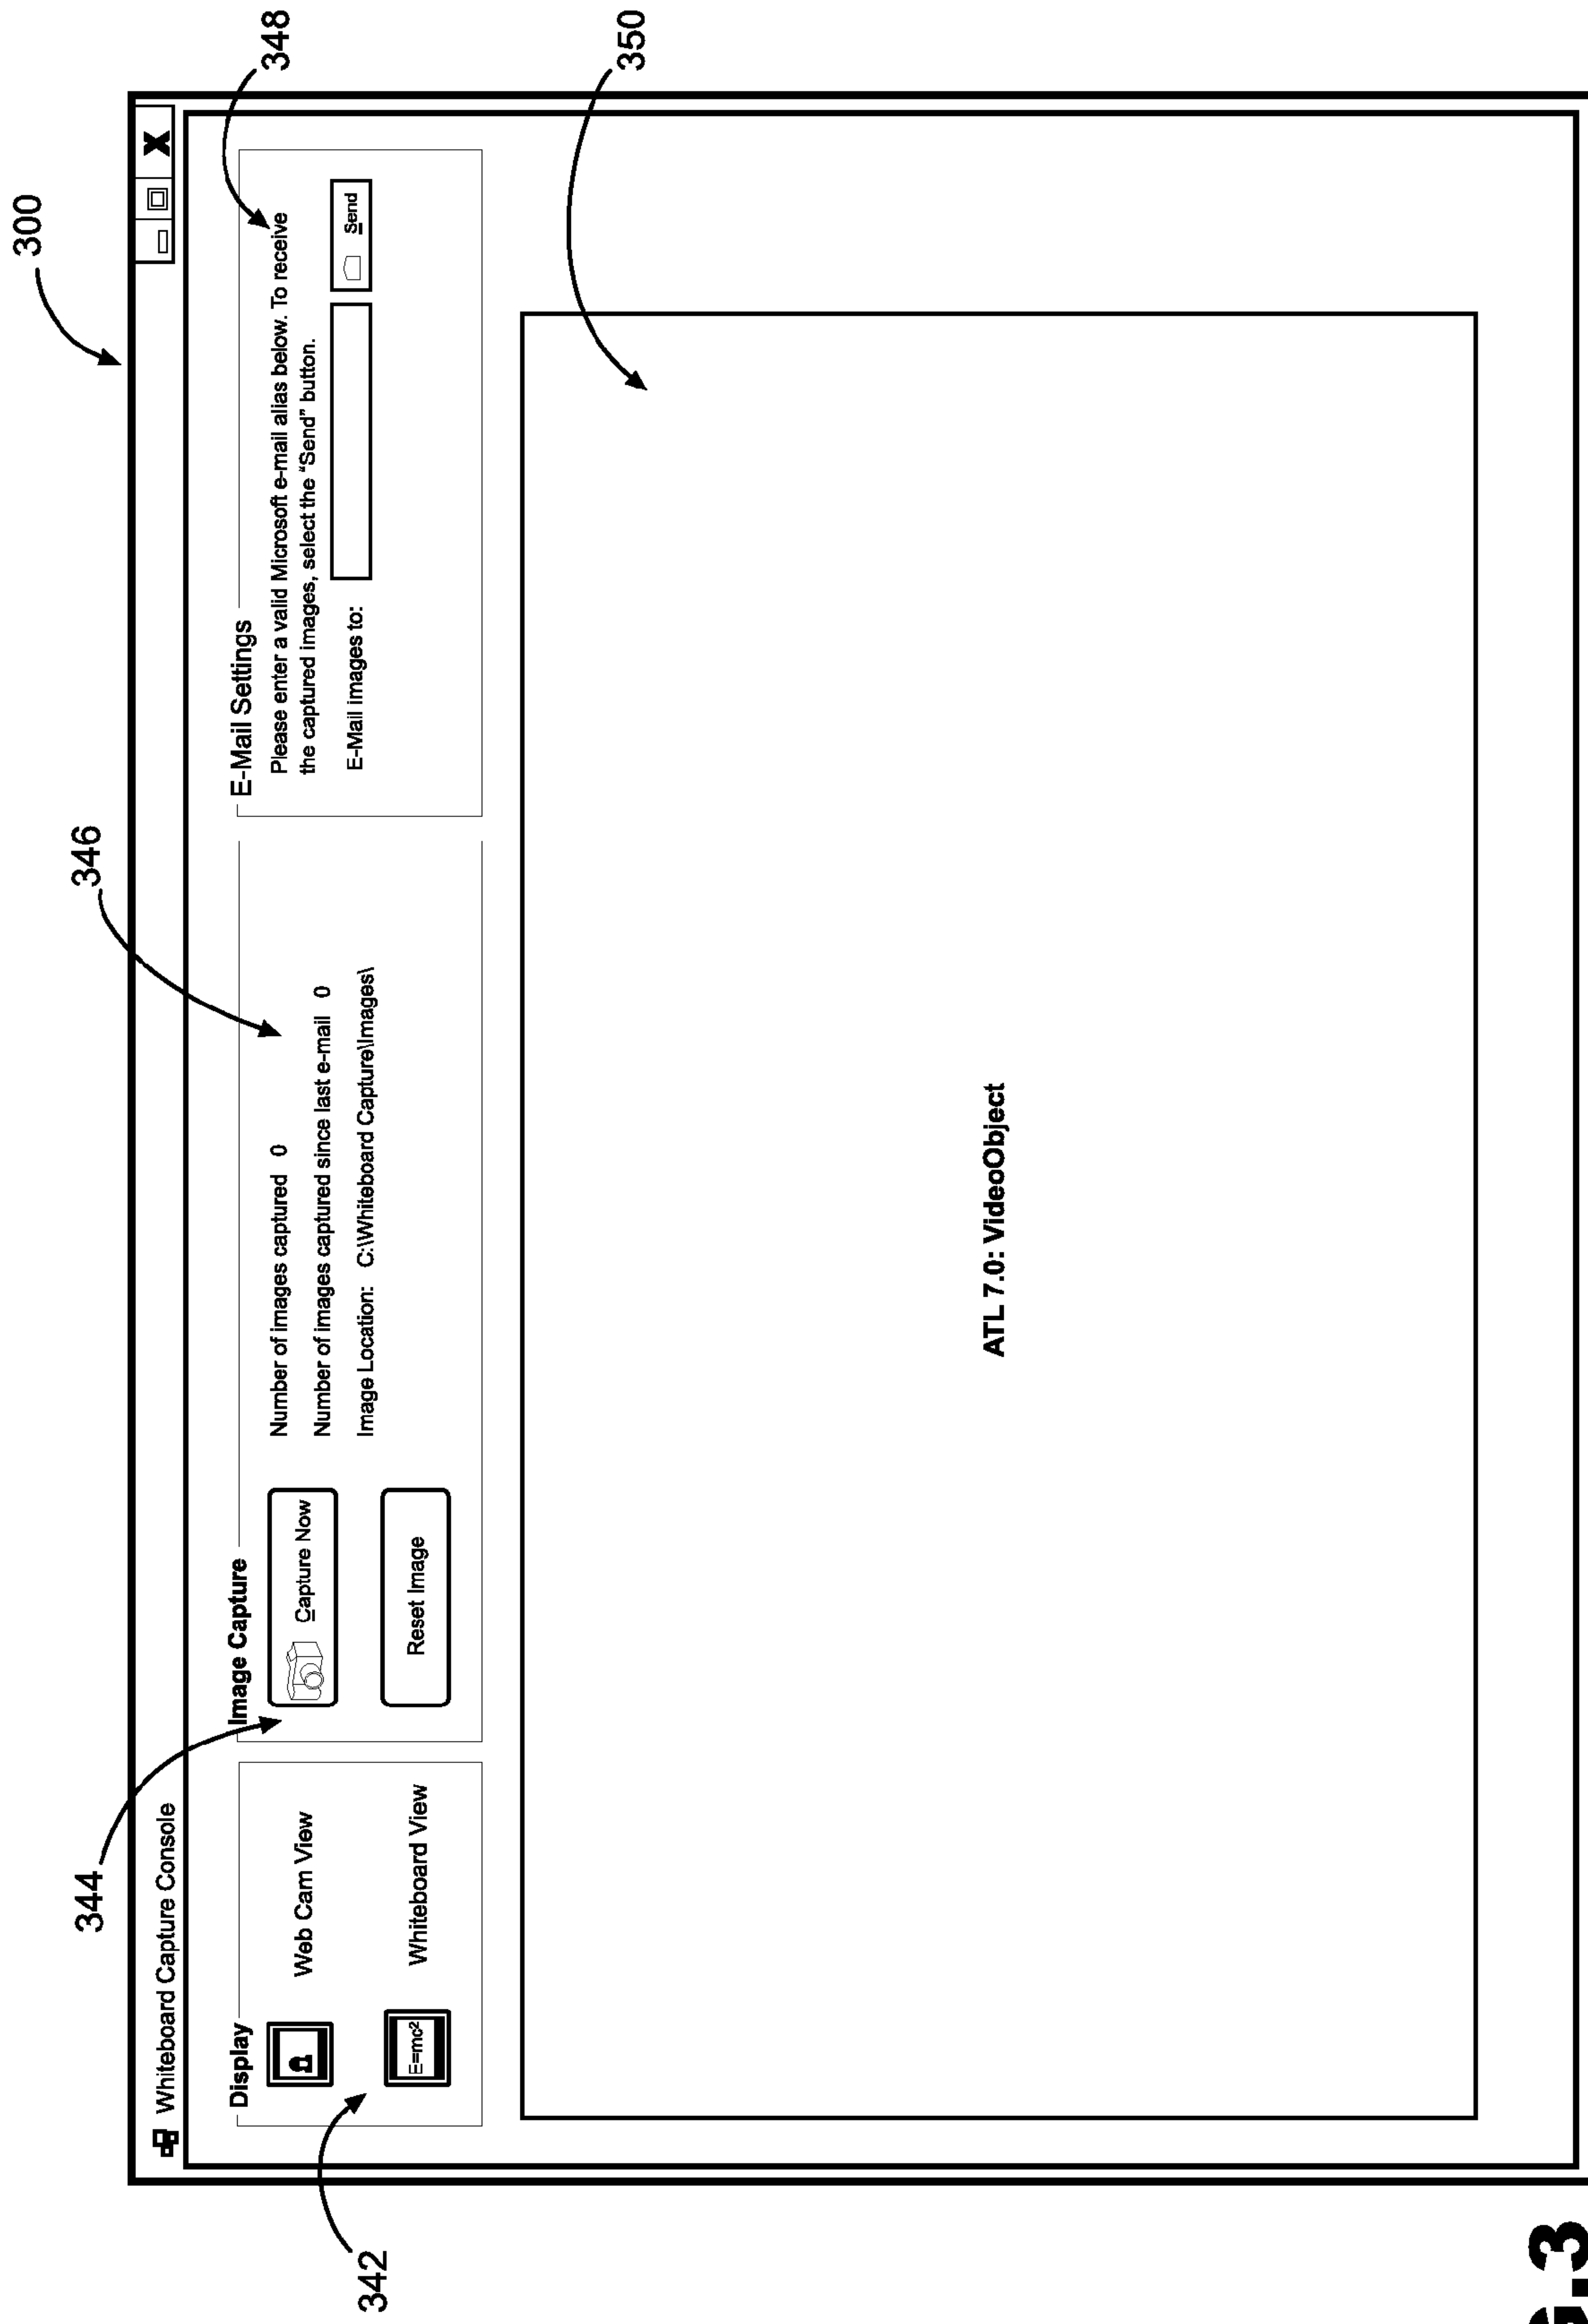 300
Whiteboard Capture Console
X
344
346
348
Display
Web Cam View
E=mc²
Whiteboard View
342
Image Capture
Capture Now
Reset Image
Number of images captured 0
Number of images captured since last e-mail 0
Image Location: C:\Whiteboard Capture\Images\
E-Mail Settings
Please enter a valid Microsoft e-mail alias below. To receive
the captured images, select the “Send” button.
E-Mail images to:
Send
350
ATL 7.0: VideoObject